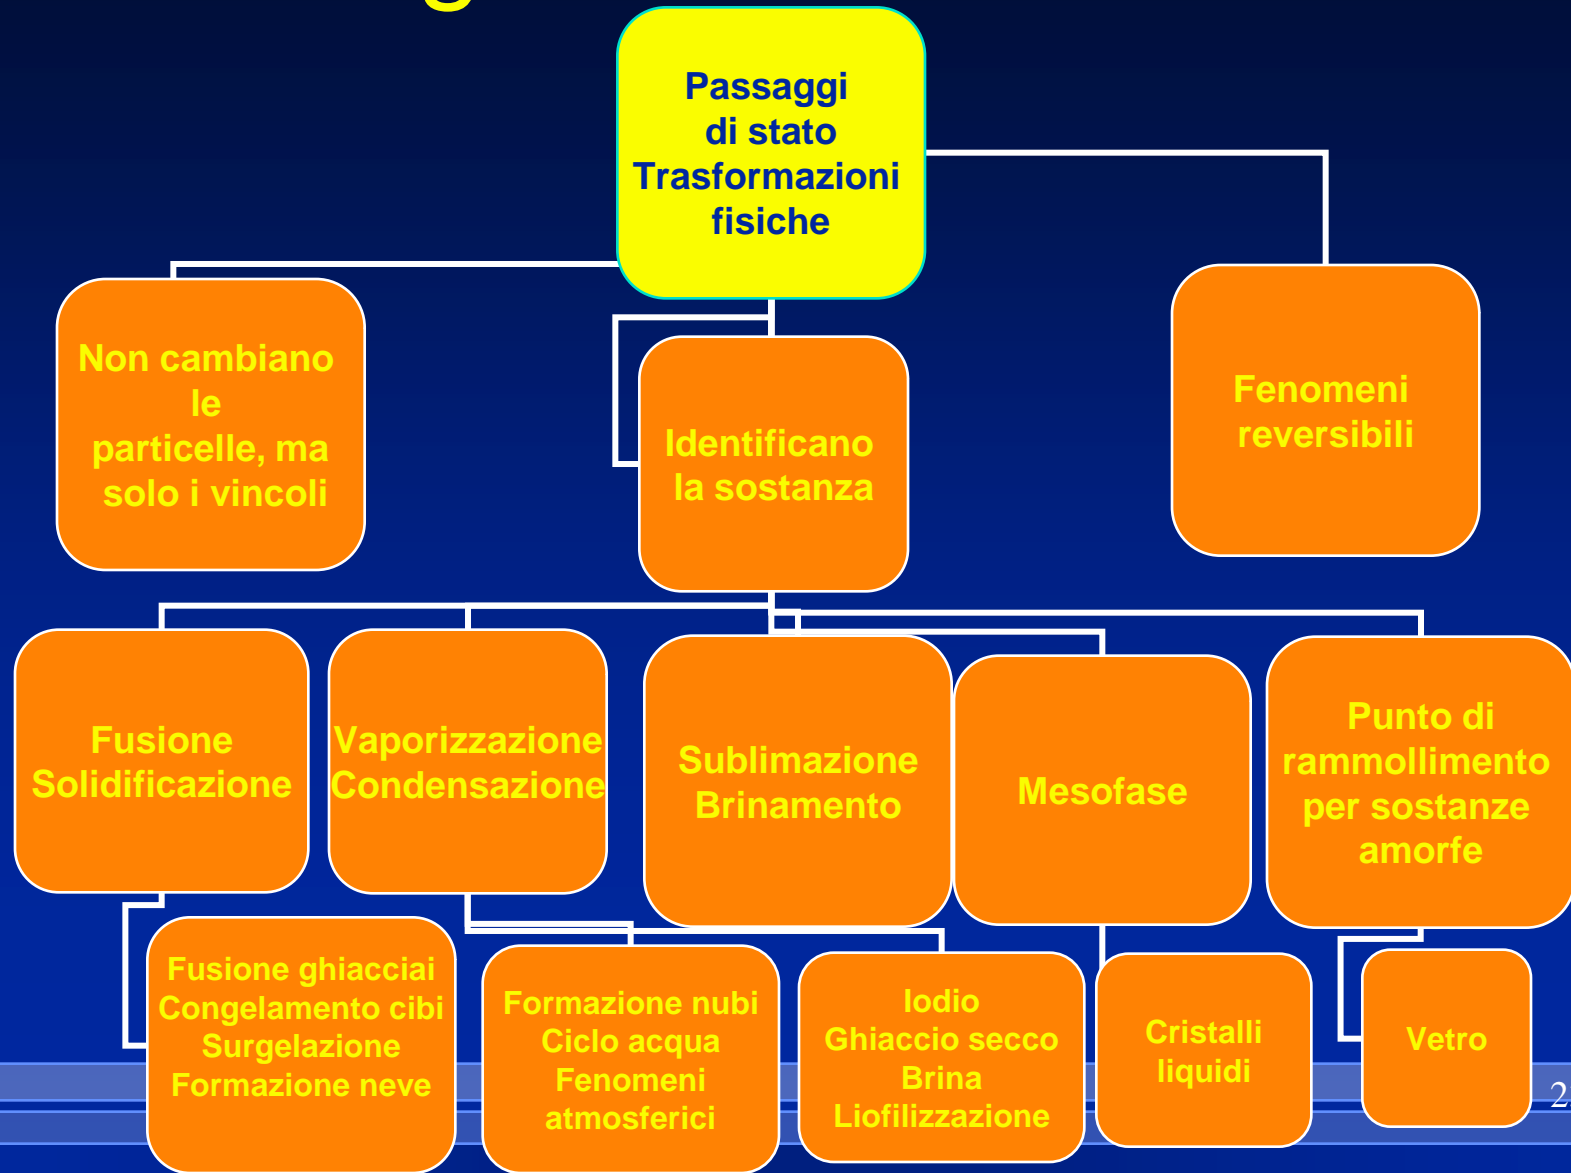 Passaggi
di stato
Trasformazioni
fisiche
Non cambiano
le
particelle, ma
solo i vincoli
Identificano
la sostanza
Fenomeni
reversibili
Fusione
Solidificazione
Vaporizzazione
Condensazione
Sublimazione
Brinamento
Mesofase
Punto di
rammollimento
per sostanze
amorfe
Fusione ghiacciai
Congelamento cibi
Surgelazione
Formazione neve
Formazione nubi
Ciclo acqua
Fenomeni
atmosferici
Iodio
Ghiaccio secco
Brina
Liofilizzazione
Cristalli
liquidi
Vetro